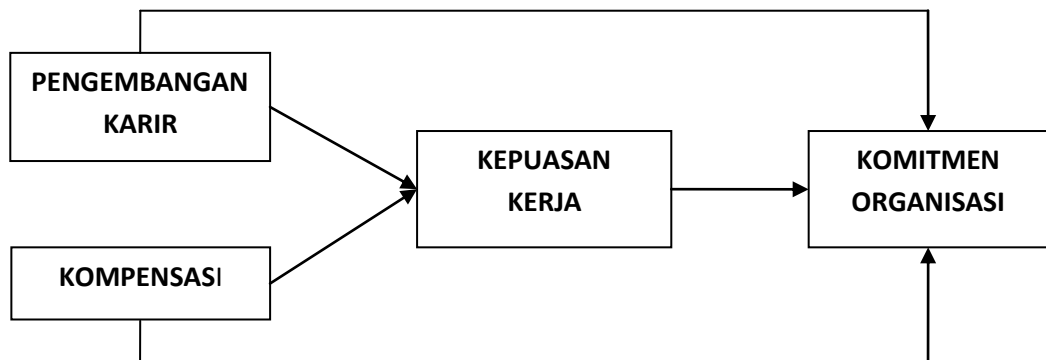 PENGEMBANGAN
KARIR
KEPUASAN
KERJA
KOMITMEN
ORGANISASI
KOMPENSASI